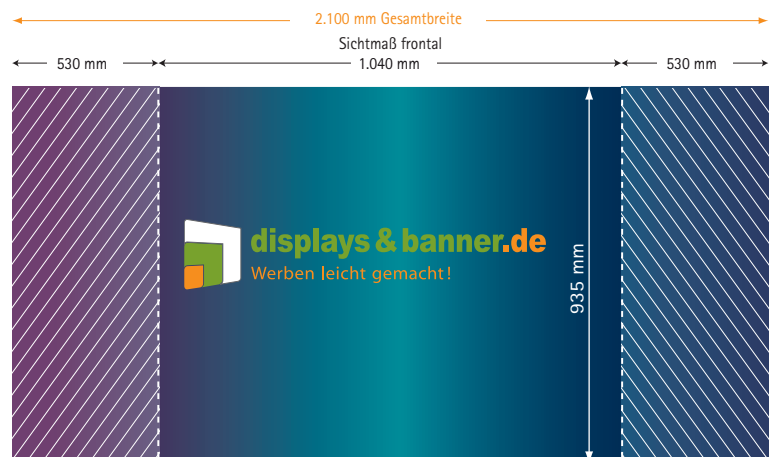 2.100 mm Gesamtbreite
Sichtmaß frontal
530 mm
1.040 mm
530 mm
displays & banner.de
Werben leicht gemacht!
935 mm